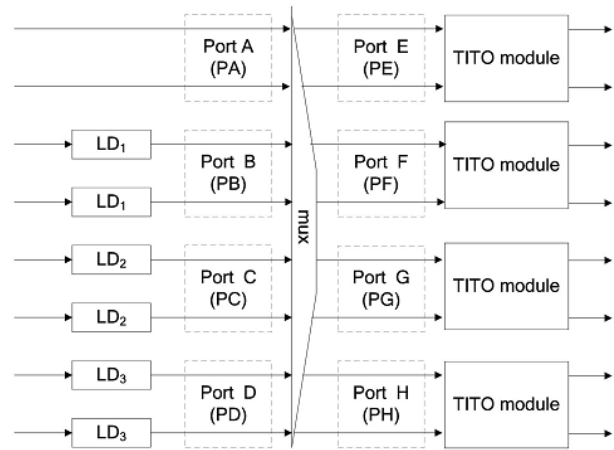 Port A
(PA)
Port E
(PE)
TITO module
LD₁
Port B
(PB)
Port F
(PF)
TITO module
LD₁
mux
LD₂
Port C
(PC)
Port G
(PG)
TITO module
LD₂
LD₃
Port D
(PD)
Port H
(PH)
TITO module
LD₃